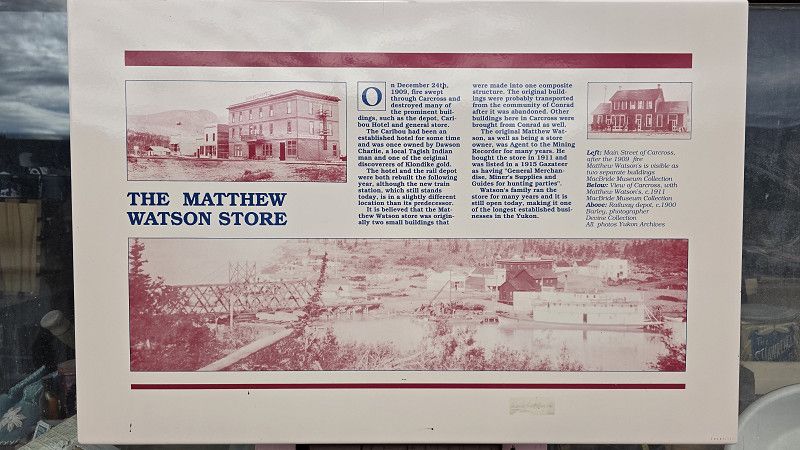 THE MATTHEW
WATSON STORE
On December 24th,
1909, fire swept
through Carcross and
destroyed many of
the prominent buil-
dings, such as the depot, Cari-
bou Hotel and general store.
The Caribou had been an
established hotel for some time
and was once owned by Dawson
Charlie, a local Tagish Indian
man and one of the original
discoverers of Klondike gold.
The hotel and the rail depot
were both rebuilt the following
year, although the new train
station, which still stands
today, is in a slightly different
location than its predecessor.
It is believed that the Mat-
thew Watson store was origin-
ally two small buildings that
were made into one composite
structure. The original build-
ings were probably transported
from the community of Conrad
after it was abandoned. Other
buildings here in Carcross were
brought from Conrad as well.
The original Matthew Wat-
son, as well as being a store
owner, was Agent to the Mining
Recorder for many years. He
bought the store in 1911 and
was listed in a 1915 Gazateer
as having 'General Merchan-
dise, Miner's Supplies and
Guides for hunting parties'.
Watson's family ran the
store for many years and it is
still open today, making it one
of the longest established busi-
nesses in the Yukon.
Left: Main Street of Carcross,
after the 1909 fire
Matthew Watson's is visible as
two separate buildings
MacBride Museum Collection
Below: View of Carcross, with
Matthew Watson's, c.1911
MacBride Museum Collection
Above: Railway depot, c.1900
Barley, photographer
Devine Collection
All photos Yukon Archives